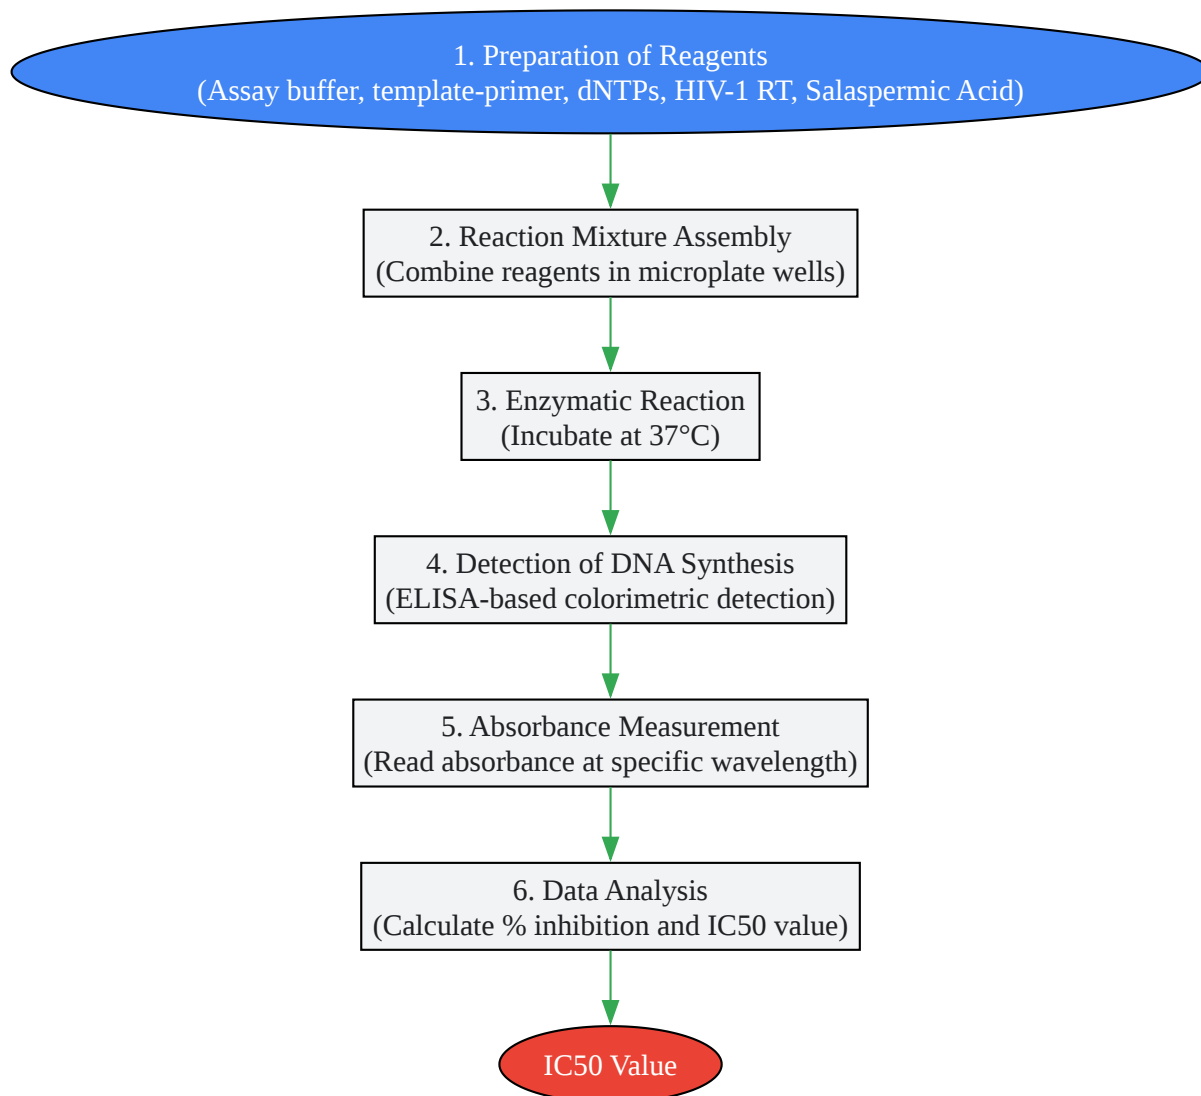 1. Preparation of Reagents
(Assay buffer, template-primer, dNTPs, HIV-1 RT, Salaspermic Acid)
2. Reaction Mixture Assembly
(Combine reagents in microplate wells)
3. Enzymatic Reaction
(Incubate at 37°C)
4. Detection of DNA Synthesis
(ELISA-based colorimetric detection)
5. Absorbance Measurement
(Read absorbance at specific wavelength)
6. Data Analysis
(Calculate % inhibition and IC50 value)
IC50 Value